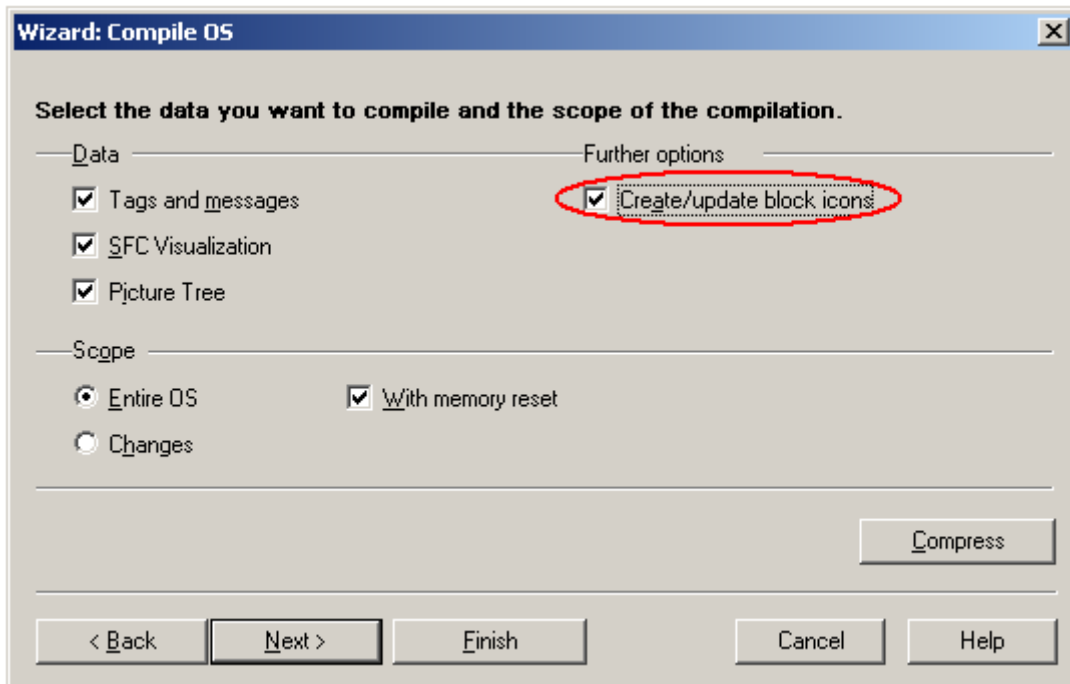 Wizard: Compile OS
Select the data you want to compile and the scope of the compilation.
Data
Further options
Tags and messages
Create/update block icons
SFC Visualization
Picture Tree
Scope
Entire OS
With memory reset
Changes
Compress
< Back
Next >
Finish
Cancel
Help